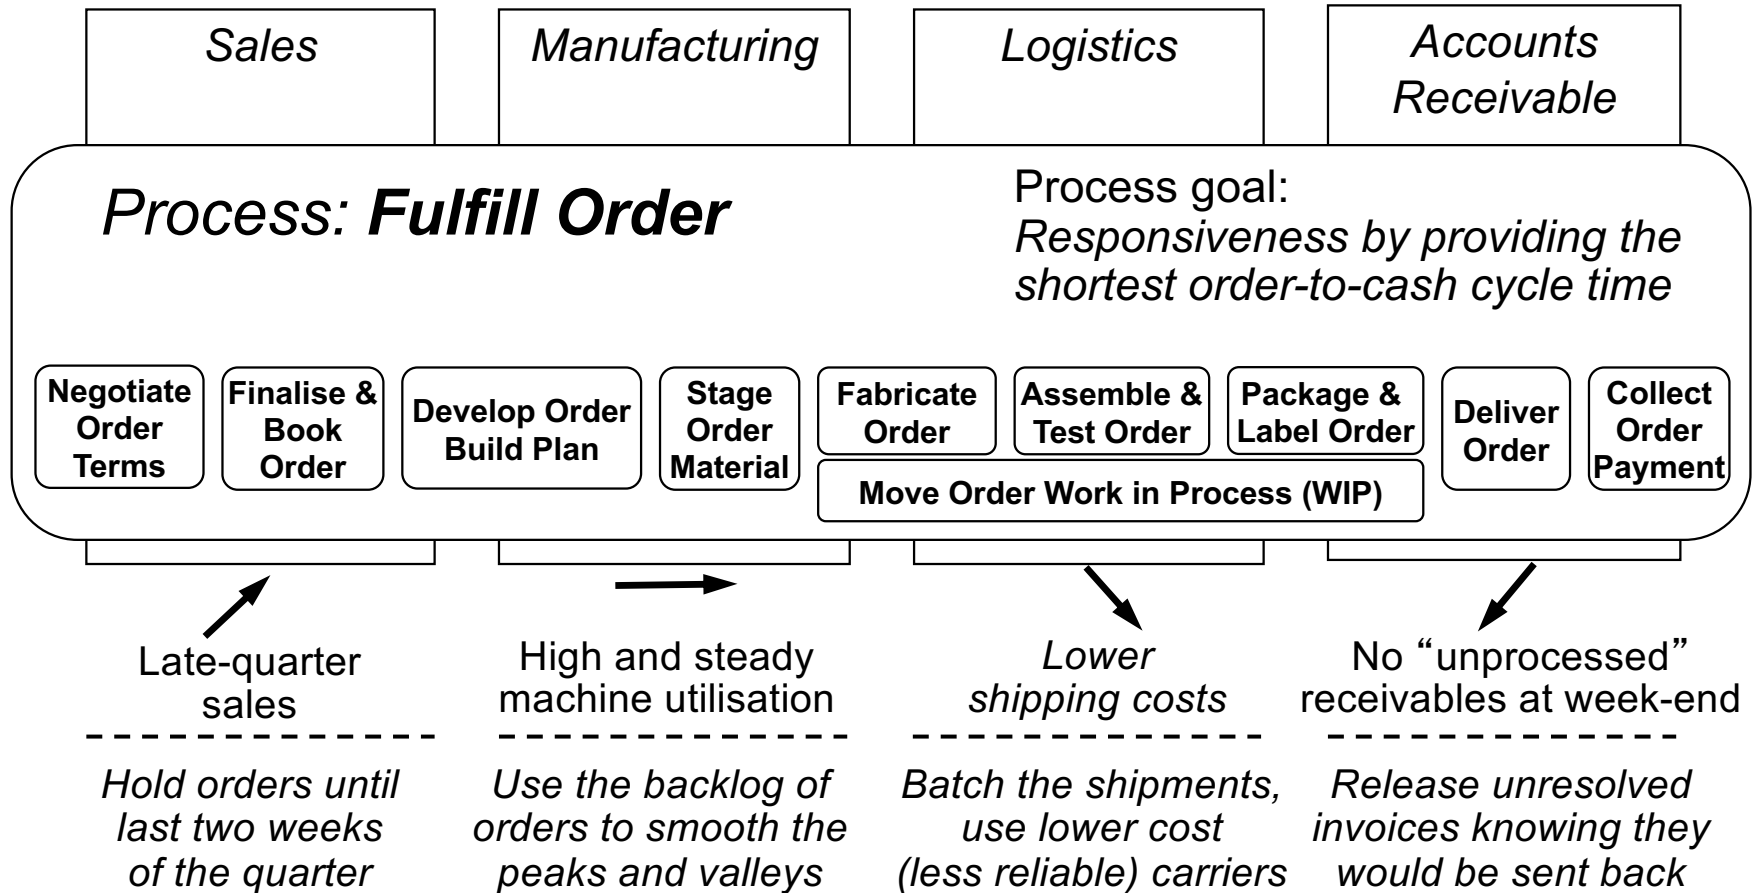 Sales
Manufacturing
Logistics
Accounts
Receivable
Process: Fulfill Order
Process goal:
Responsiveness by providing the
shortest order-to-cash cycle time
Negotiate
Order
Terms
Finalise &
Book
Order
Develop Order
Build Plan
Stage
Order
Material
Fabricate
Order
Assemble &
Test Order
Package &
Label Order
Move Order Work in Process (WIP)
Deliver
Order
Collect
Order
Payment
Late-quarter
sales
Hold orders until
last two weeks
of the quarter
High and steady
machine utilisation
Use the backlog of
orders to smooth the
peaks and valleys
Lower
shipping costs
Batch the shipments,
use lower cost
(less reliable) carriers
No “unprocessed”
receivables at week-end
Release unresolved
invoices knowing they
would be sent back